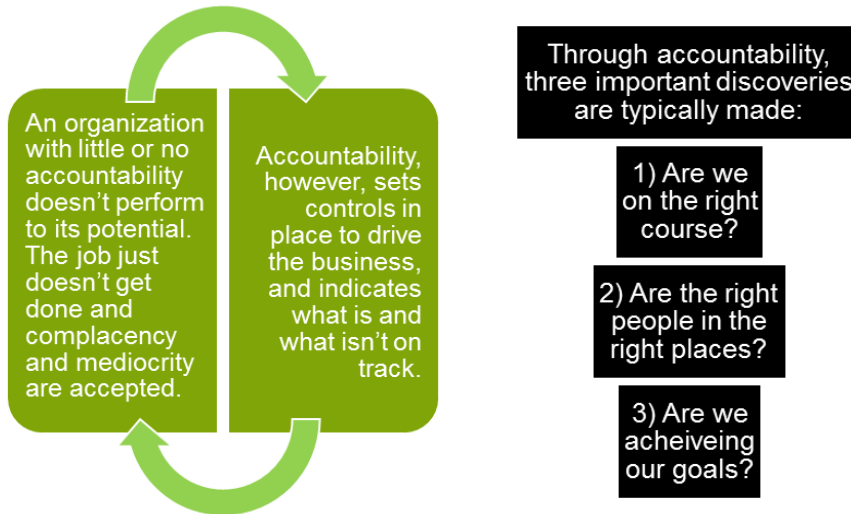 An organization
with little or no
accountability
doesn’t perform
to its potential.
The job just
doesn’t get
done and
complacency
and mediocrity
are accepted.
Accountability,
however, sets
controls in
place to drive
the business,
and indicates
what is and
what isn’t on
track.
Through accountability,
three important discoveries
are typically made:
1) Are we
on the right
course?
2) Are the right
people in the
right places?
3) Are we
acheiveing
our goals?